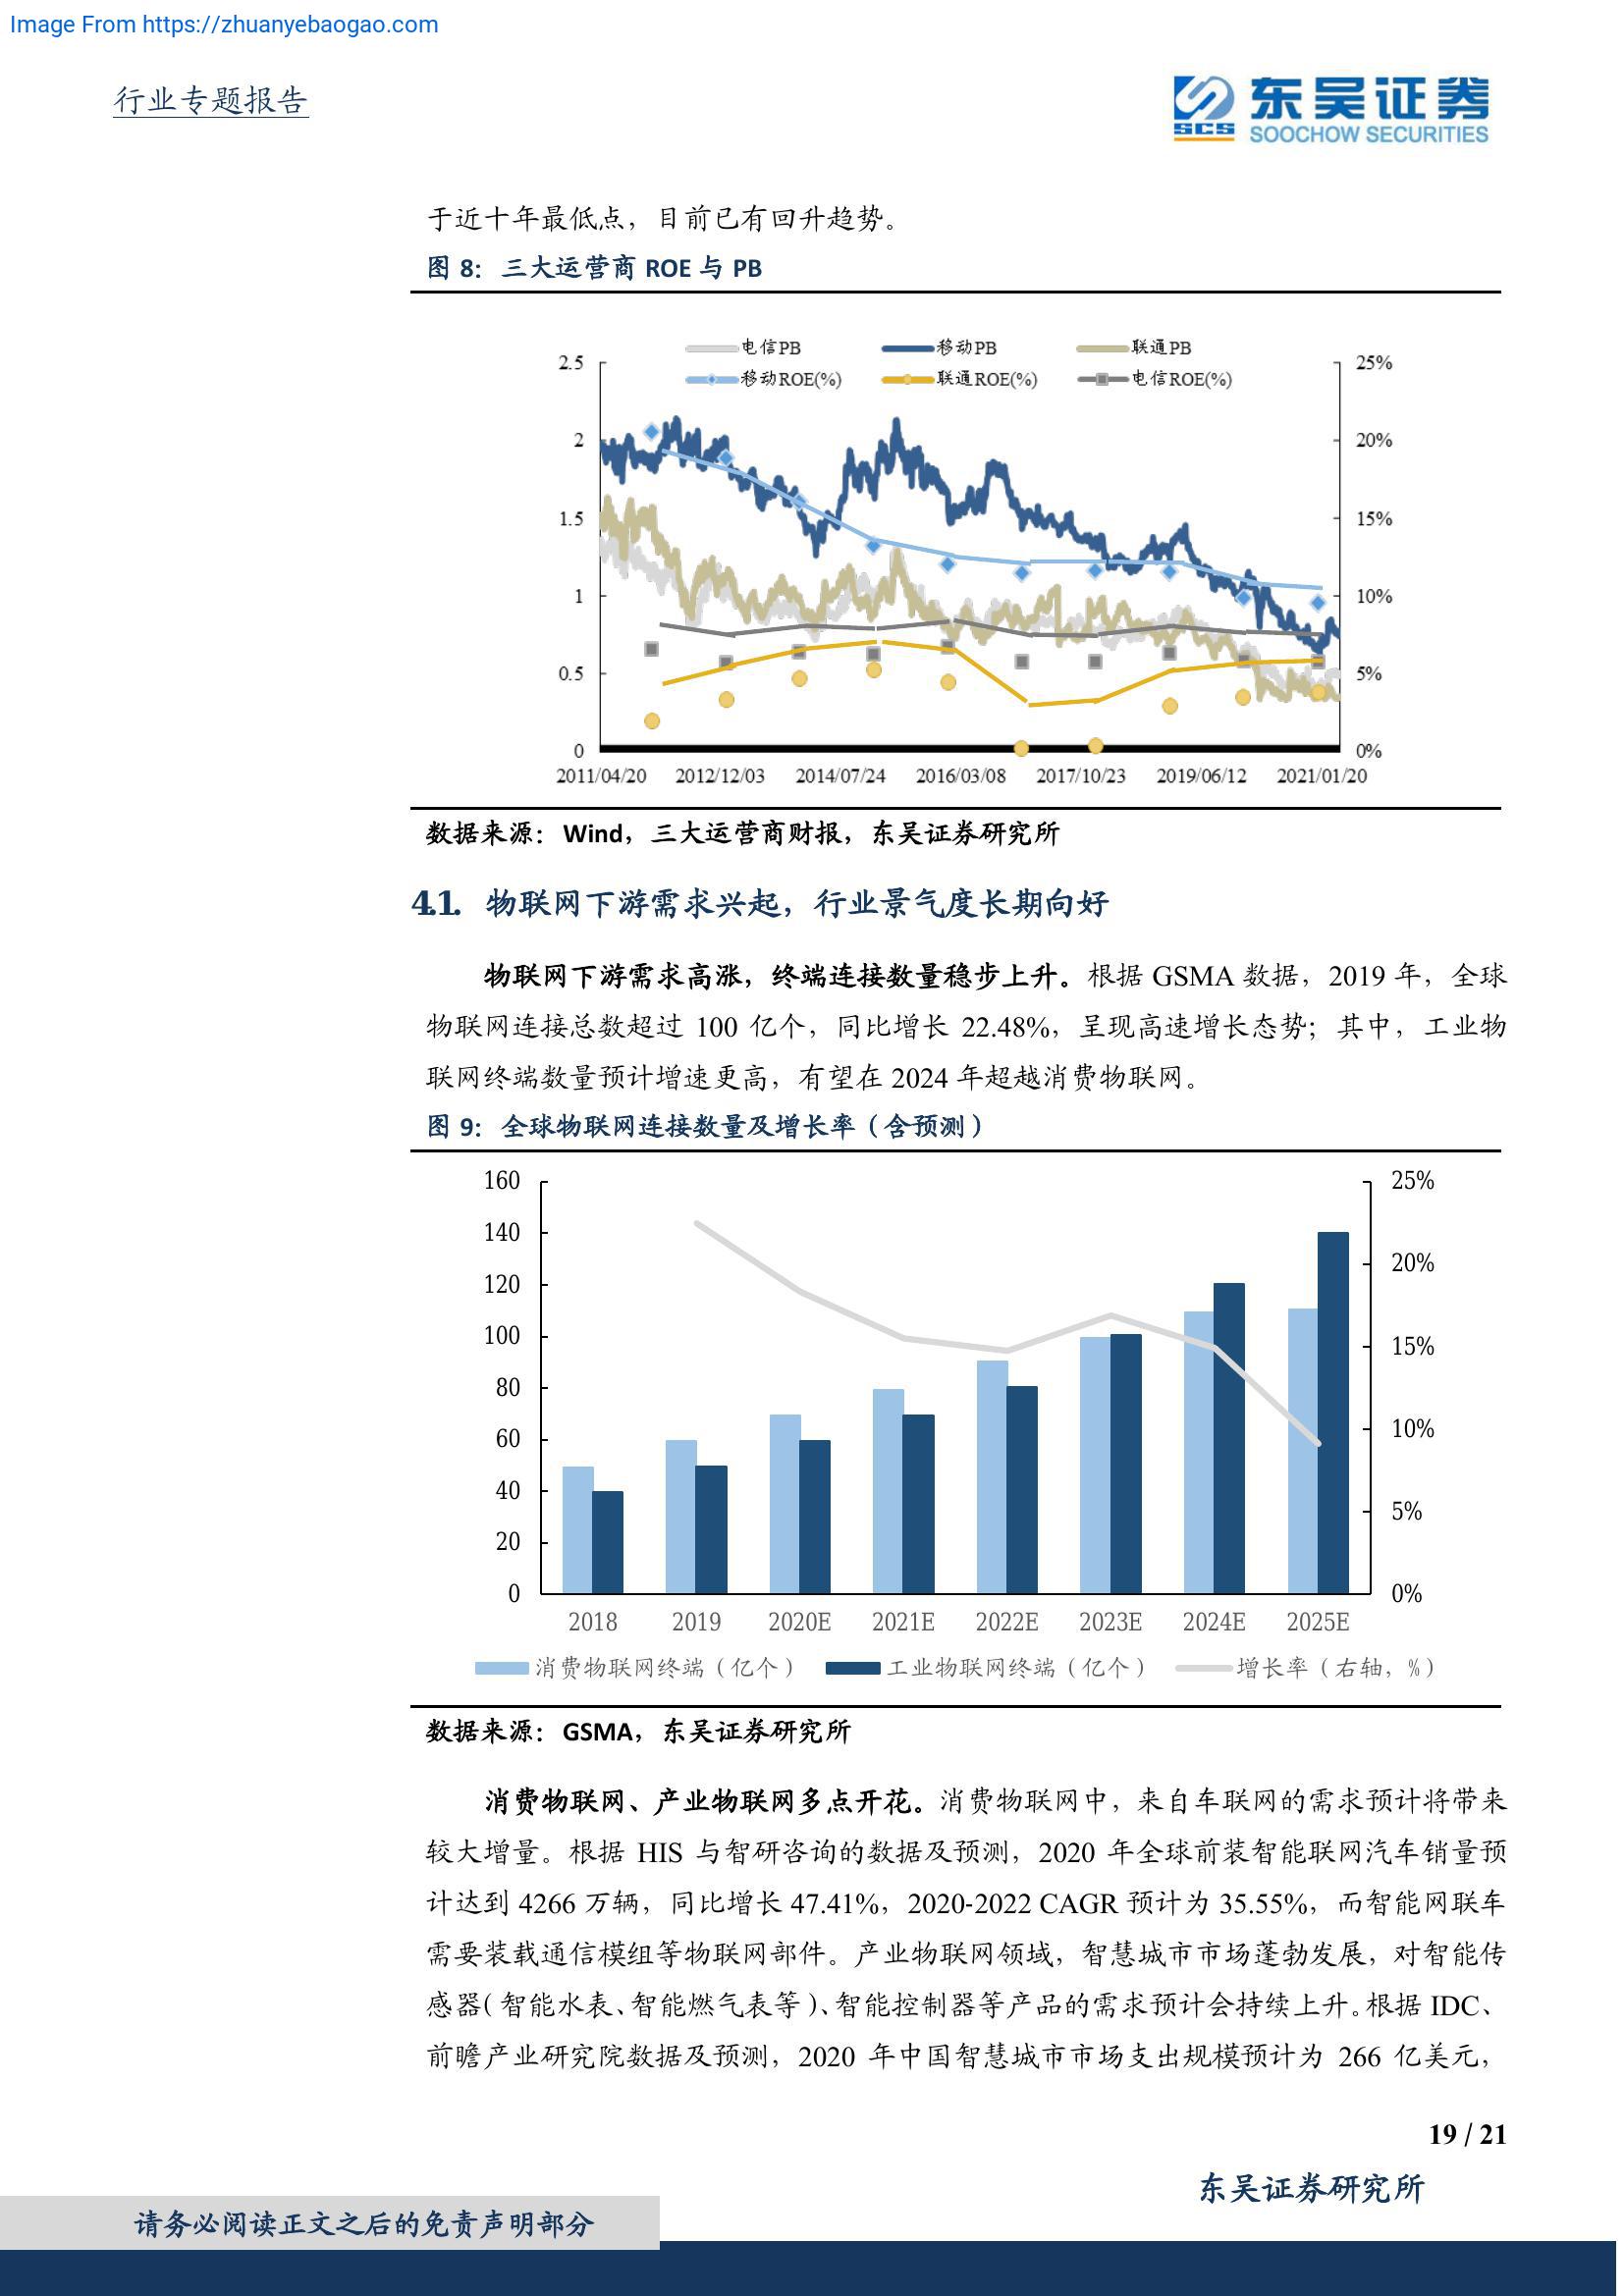 Image From https://zhuanyebaogao.com
行业专题报告
东吴证券
SCS
SOOCHOW SECURITIES
于近十年最低点，目前已有回升趋势。
图 8：三大运营商 ROE 与 PB
电信PB 移动PB 联通PB
移动ROE(%) 联通ROE(%) 电信ROE(%)
2.5 25%
2 20%
1.5 15%
1 10%
0.5 5%
0 0%
2011/04/20 2012/12/03 2014/07/24 2016/03/08 2017/10/23 2019/06/12 2021/01/20
数据来源：Wind，三大运营商财报，东吴证券研究所
4.1. 物联网下游需求兴起，行业景气度长期向好
物联网下游需求高涨，终端连接数量稳步上升。根据 GSMA 数据，2019 年，全球
物联网连接总数超过 100 亿个，同比增长 22.48%，呈现高速增长态势；其中，工业物
联网终端数量预计增速更高，有望在 2024 年超越消费物联网。
图 9：全球物联网连接数量及增长率（含预测）
160 25%
140
120 20%
100 15%
80
60 10%
40 5%
20
0 0%
2018 2019 2020E 2021E 2022E 2023E 2024E 2025E
消费物联网终端（亿个） 工业物联网终端（亿个） 增长率（右轴，%）
数据来源：GSMA，东吴证券研究所
消费物联网、产业物联网多点开花。消费物联网中，来自车联网的需求预计将带来
较大增量。根据 HIS 与智研咨询的数据及预测，2020 年全球前装智能联网汽车销量预
计达到 4266 万辆，同比增长 47.41%，2020-2022 CAGR 预计为 35.55%，而智能网联车
需要装载通信模组等物联网部件。产业物联网领域，智慧城市市场蓬勃发展，对智能传
感器（智能水表、智能燃气表等）、智能控制器等产品的需求预计会持续上升。根据 IDC、
前瞻产业研究院数据及预测，2020 年中国智慧城市市场支出规模预计为 266 亿美元，
19 / 21
东吴证券研究所
请务必阅读正文之后的免责声明部分